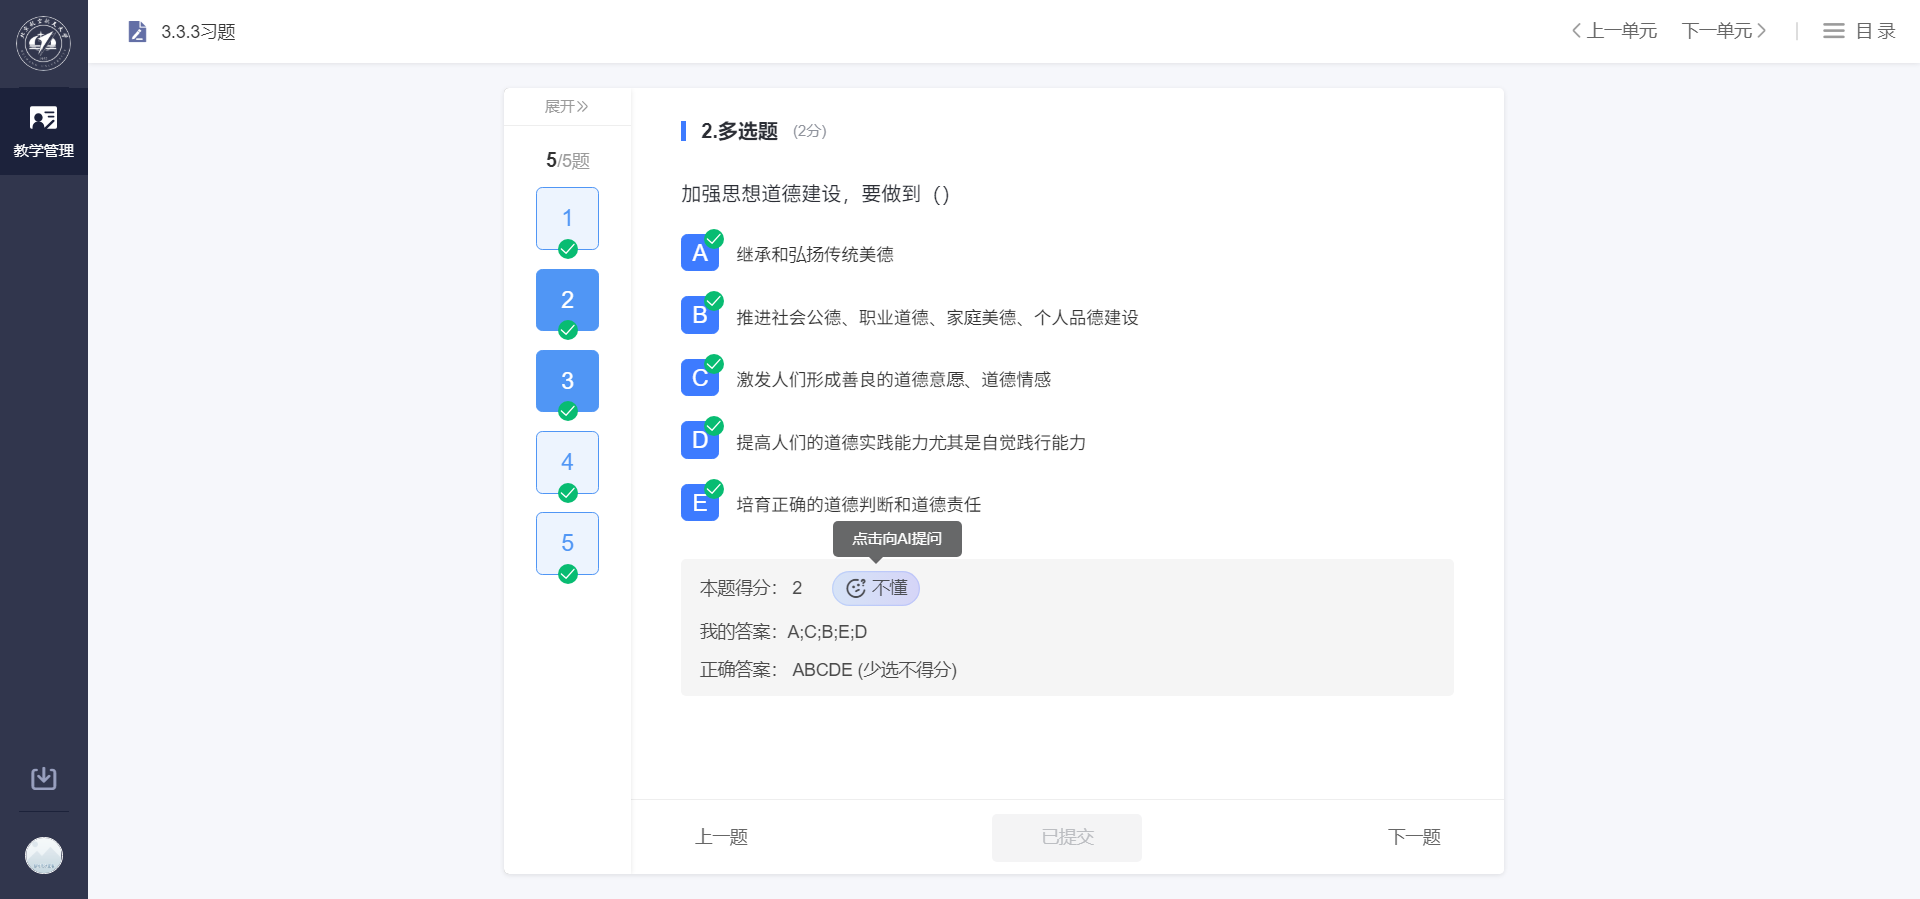 3.3.3习题
上一单元
下一单元
目录
教学管理
展开
5/5题
1
2
3
4
5
2.多选题 (2分)
加强思想道德建设，要做到（）
A 继承和弘扬传统美德
B 推进社会公德、职业道德、家庭美德、个人品德建设
C 激发人们形成善良的道德意愿、道德情感
D 提高人们的道德实践能力尤其是自觉践行能力
E 培育正确的道德判断和道德责任
点击向AI提问
本题得分： 2 不懂
我的答案：A;C;B;E;D
正确答案： ABCDE (少选不得分)
上一题
已提交
下一题